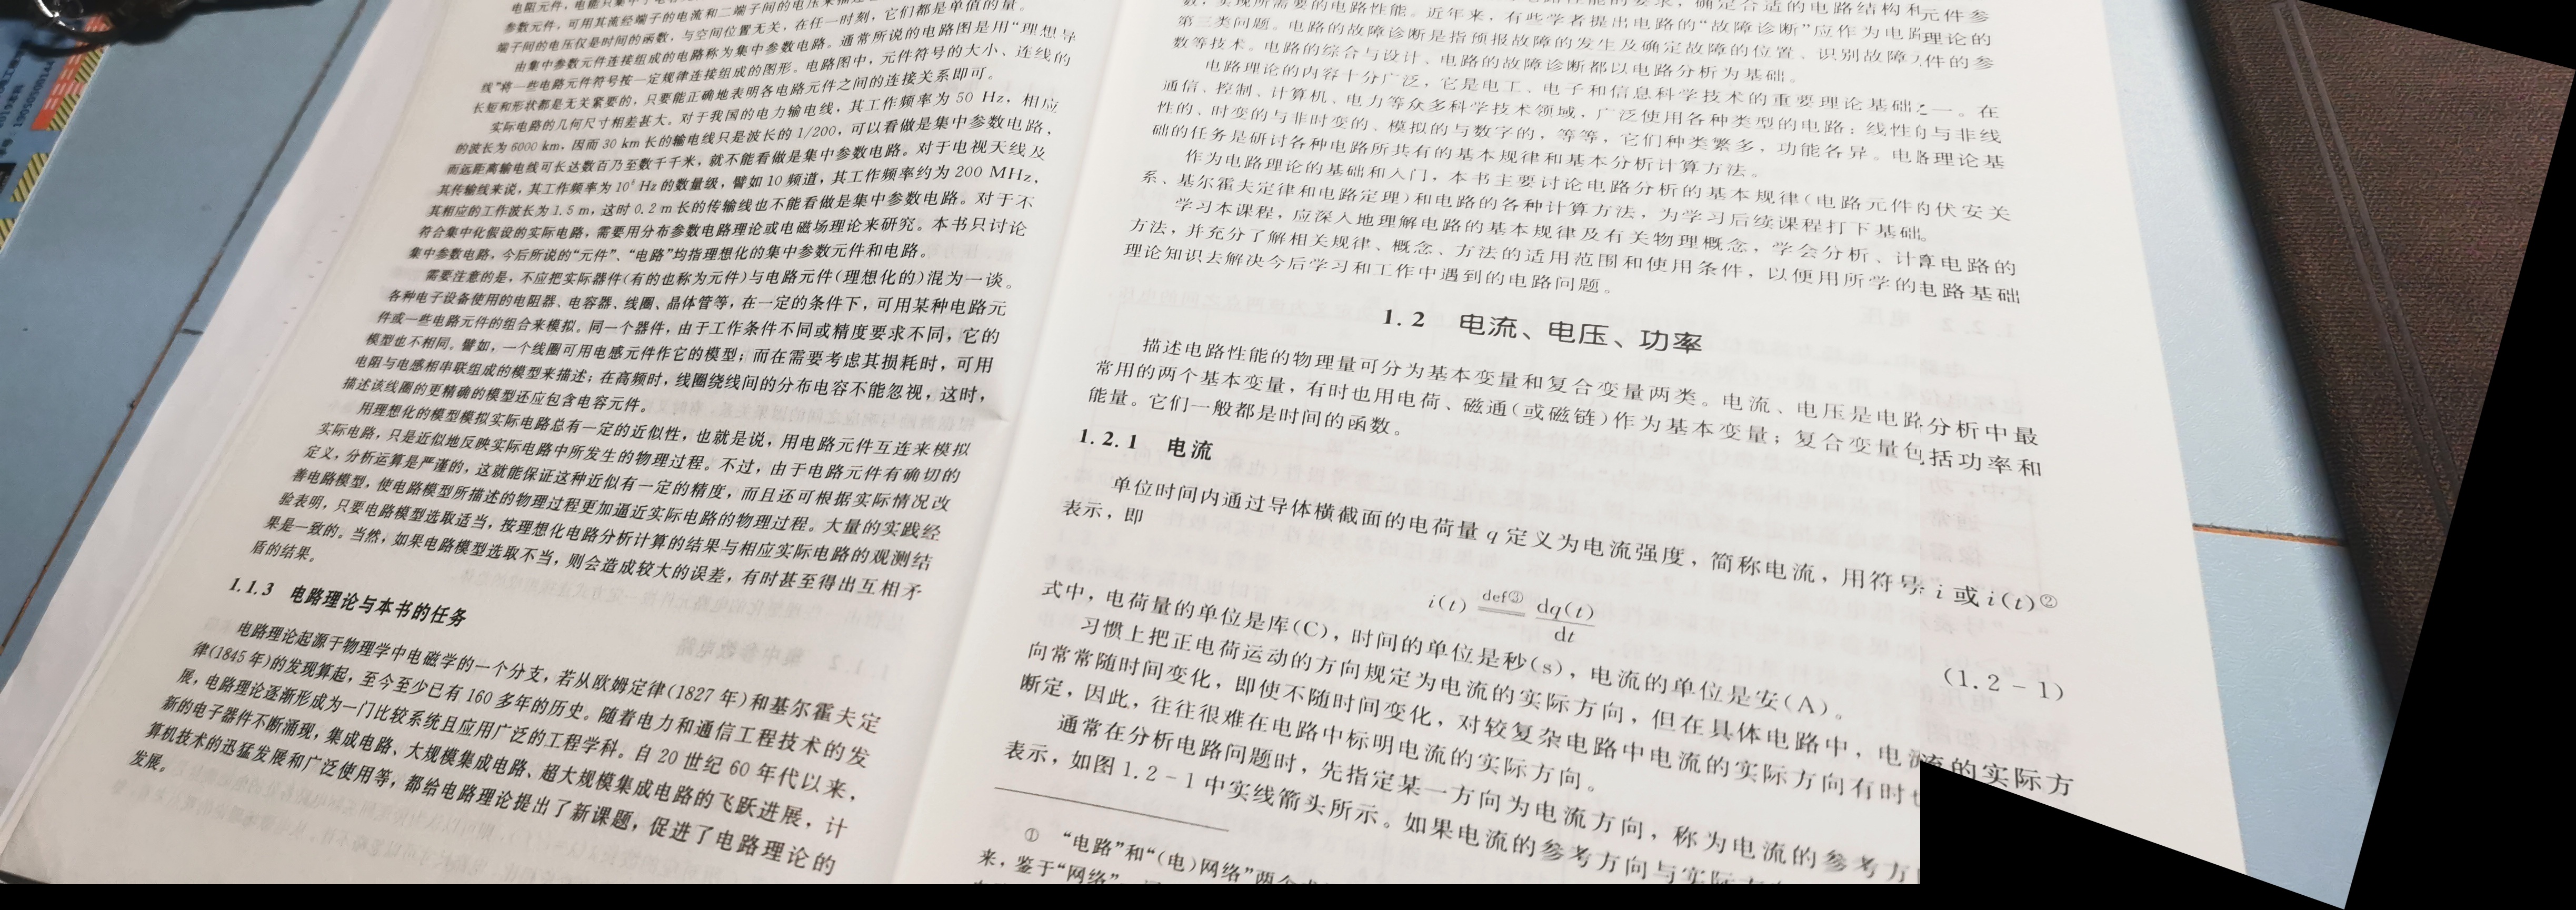 参数元件，可用其流经端子的电流和二端子间的电压来描述
端子间的电压仅是时间的函数，与空间位置无关，在任一时刻，它们都是单值的量。
由集中参数元件连接组成的电路称为集中参数电路。通常所说的电路图是用“理想导
线”将一些电路元件符号按一定规律连接组成的图形。电路图中，元件符号的大小、连线的
长短和形状都是无关紧要的，只要能正确地表明各电路元件之间的连接关系即可。
实际电路的几何尺寸相差甚大。对于我国的电力输电线，其工作频率为 50 Hz，相应
的波长为 6000 km，因而 30 km 长的输电线只是波长的 1/200，可以看做是集中参数电路，
而远距离输电线可长达数百乃至数千千米，就不能看做是集中参数电路。对于电视天线及
其传输线来说，其工作频率为 10⁸ Hz 的数量级，譬如 10 频道，其工作频率约为 200 MHz，
其相应的工作波长为 1.5 m，这时 0.2 m 长的传输线也不能看做是集中参数电路。对于不
符合集中化假设的实际电路，需要用分布参数电路理论或电磁场理论来研究。本书只讨论
集中参数电路，今后所说的“元件”、“电路”均指理想化的集中参数元件和电路。
需要注意的是，不应把实际器件(有的也称为元件)与电路元件(理想化的)混为一谈。
各种电子设备使用的电阻器、电容器、线圈、晶体管等，在一定的条件下，可用某种电路元
件或一些电路元件的组合来模拟。同一个器件，由于工作条件不同或精度要求不同，它的
模型也不相同。譬如，一个线圈可用电感元件作它的模型；而在需要考虑其损耗时，可用
电阻与电感相串联组成的模型来描述；在高频时，线圈绕线间的分布电容不能忽视，这时，
描述该线圈的更精确的模型还应包含电容元件。
用理想化的模型模拟实际电路总有一定的近似性，也就是说，用电路元件互连来模拟
实际电路，只是近似地反映实际电路中所发生的物理过程。不过，由于电路元件有确切的
定义，分析运算是严谨的，这就能保证这种近似有一定的精度，而且还可根据实际情况改
善电路模型，使电路模型所描述的物理过程更加逼近实际电路的物理过程。大量的实践经
验表明，只要电路模型选取适当，按理想化电路分析计算的结果与相应实际电路的观测结
果是一致的。当然，如果电路模型选取不当，则会造成较大的误差，有时甚至得出互相矛
盾的结果。
1.1.3 电路理论与本书的任务
电路理论起源于物理学中电磁学的一个分支，若从欧姆定律(1827 年)和基尔霍夫定
律(1845 年)的发现算起，至今至少已有 160 多年的历史。随着电力和通信工程技术的发
展，电路理论逐渐形成为一门比较系统且应用广泛的工程学科。自 20 世纪 60 年代以来，
新的电子器件不断涌现，集成电路、大规模集成电路、超大规模集成电路的飞跃进展，计
算机技术的迅猛发展和广泛使用等，都给电路理论提出了新课题，促进了电路理论的
发展。
数，实现所需要的电路性能。近年来，有些学者提出电路的“故障诊断”应作为电路理论的
第三类问题。电路的故障诊断是指预报故障的发生及确定故障的位置、识别故障元件的参
数等技术。电路的综合与设计、电路的故障诊断都以电路分析为基础。
电路理论的内容十分广泛，它是电工、电子和信息科学技术的重要理论基础之一。在
通信、控制、计算机、电力等众多科学技术领域，广泛使用各种类型的电路：线性的与非线
性的、时变的与非时变的、模拟的与数字的，等等，它们种类繁多，功能各异。电路理论基
础的任务是研讨各种电路所共有的基本规律和基本分析计算方法。
作为电路理论的基础和入门，本书主要讨论电路分析的基本规律(电路元件的伏安关
系、基尔霍夫定律和电路定理)和电路的各种计算方法，为学习后续课程打下基础。
学习本课程，应深入地理解电路的基本规律及有关物理概念，学会分析、计算电路的
方法，并充分了解相关规律、概念、方法的适用范围和使用条件，以便用所学的电路基础
理论知识去解决今后学习和工作中遇到的电路问题。
1.2 电流、电压、功率
描述电路性能的物理量可分为基本变量和复合变量两类。电流、电压是电路分析中最
常用的两个基本变量，有时也用电荷、磁通(或磁链)作为基本变量；复合变量包括功率和
能量。它们一般都是时间的函数。
1.2.1 电流
单位时间内通过导体横截面的电荷量 q 定义为电流强度，简称电流，用符号 i 或 i(t)②
表示，即
i(t) def③ == dq(t)/dt (1.2-1)
式中，电荷量的单位是库(C)，时间的单位是秒(s)，电流的单位是安(A)。
习惯上把正电荷运动的方向规定为电流的实际方向，但在具体电路中，电流的实际方
向常常随时间变化，即使不随时间变化，对较复杂电路中电流的实际方向有时也
断定，因此，往往很难在电路中标明电流的实际方向。
通常在分析电路问题时，先指定某一方向为电流方向，称为电流的参考方
表示，如图 1.2-1 中实线箭头所示。如果电流的参考方向与实际方
① “电路”和“(电)网络”两个
来，鉴于“网络”